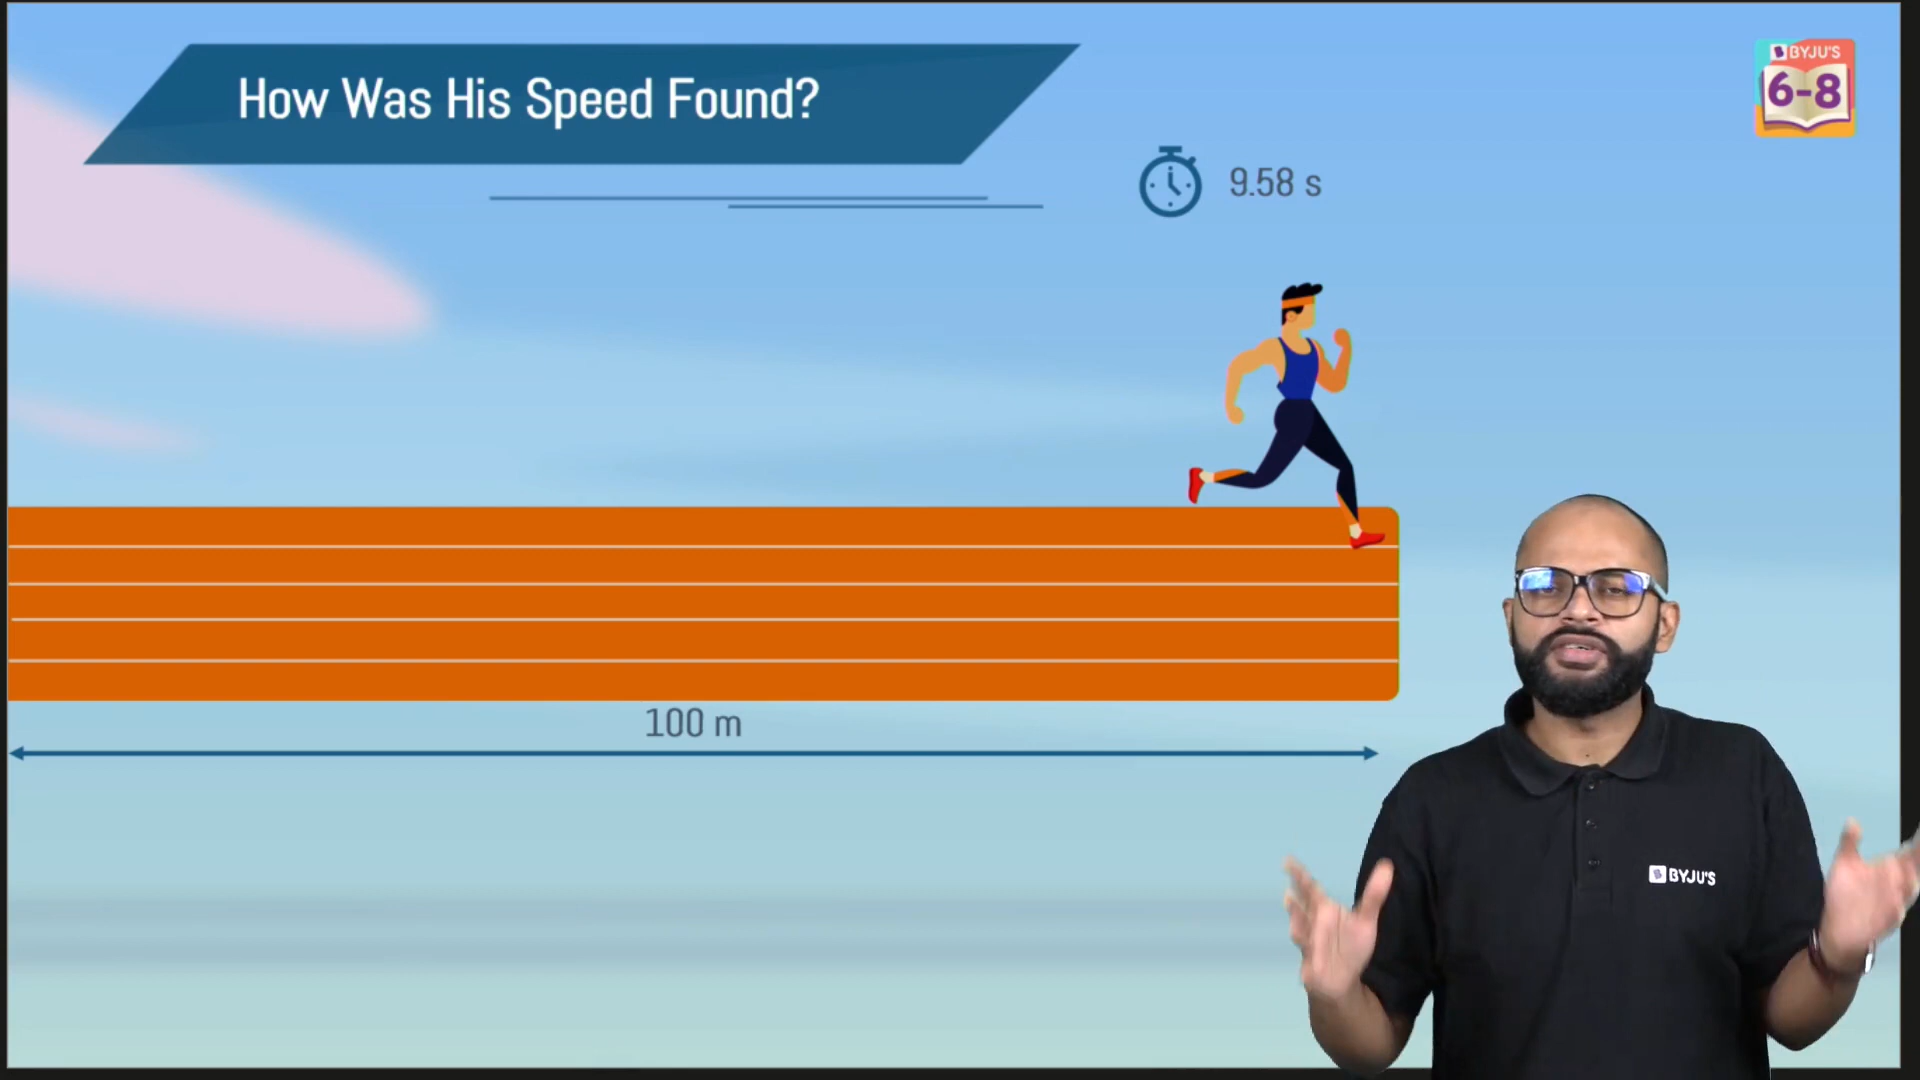 How Was His Speed Found?
BYJU'S
6-8
9.58 s
100 m
BYJU'S